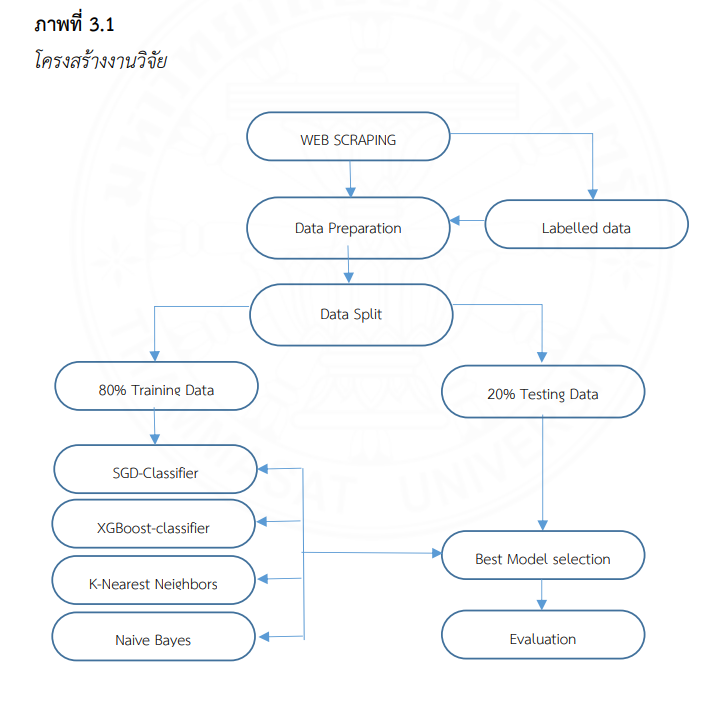 ภาพที่ 3.1
โครงสร้างงานวิจัย
WEB SCRAPING
Data Preparation
Labelled data
Data Split
80% Training Data
20% Testing Data
SGD-Classifier
XGBoost-classifier
Best Model selection
K-Nearest Neighbors
Naive Bayes
Evaluation